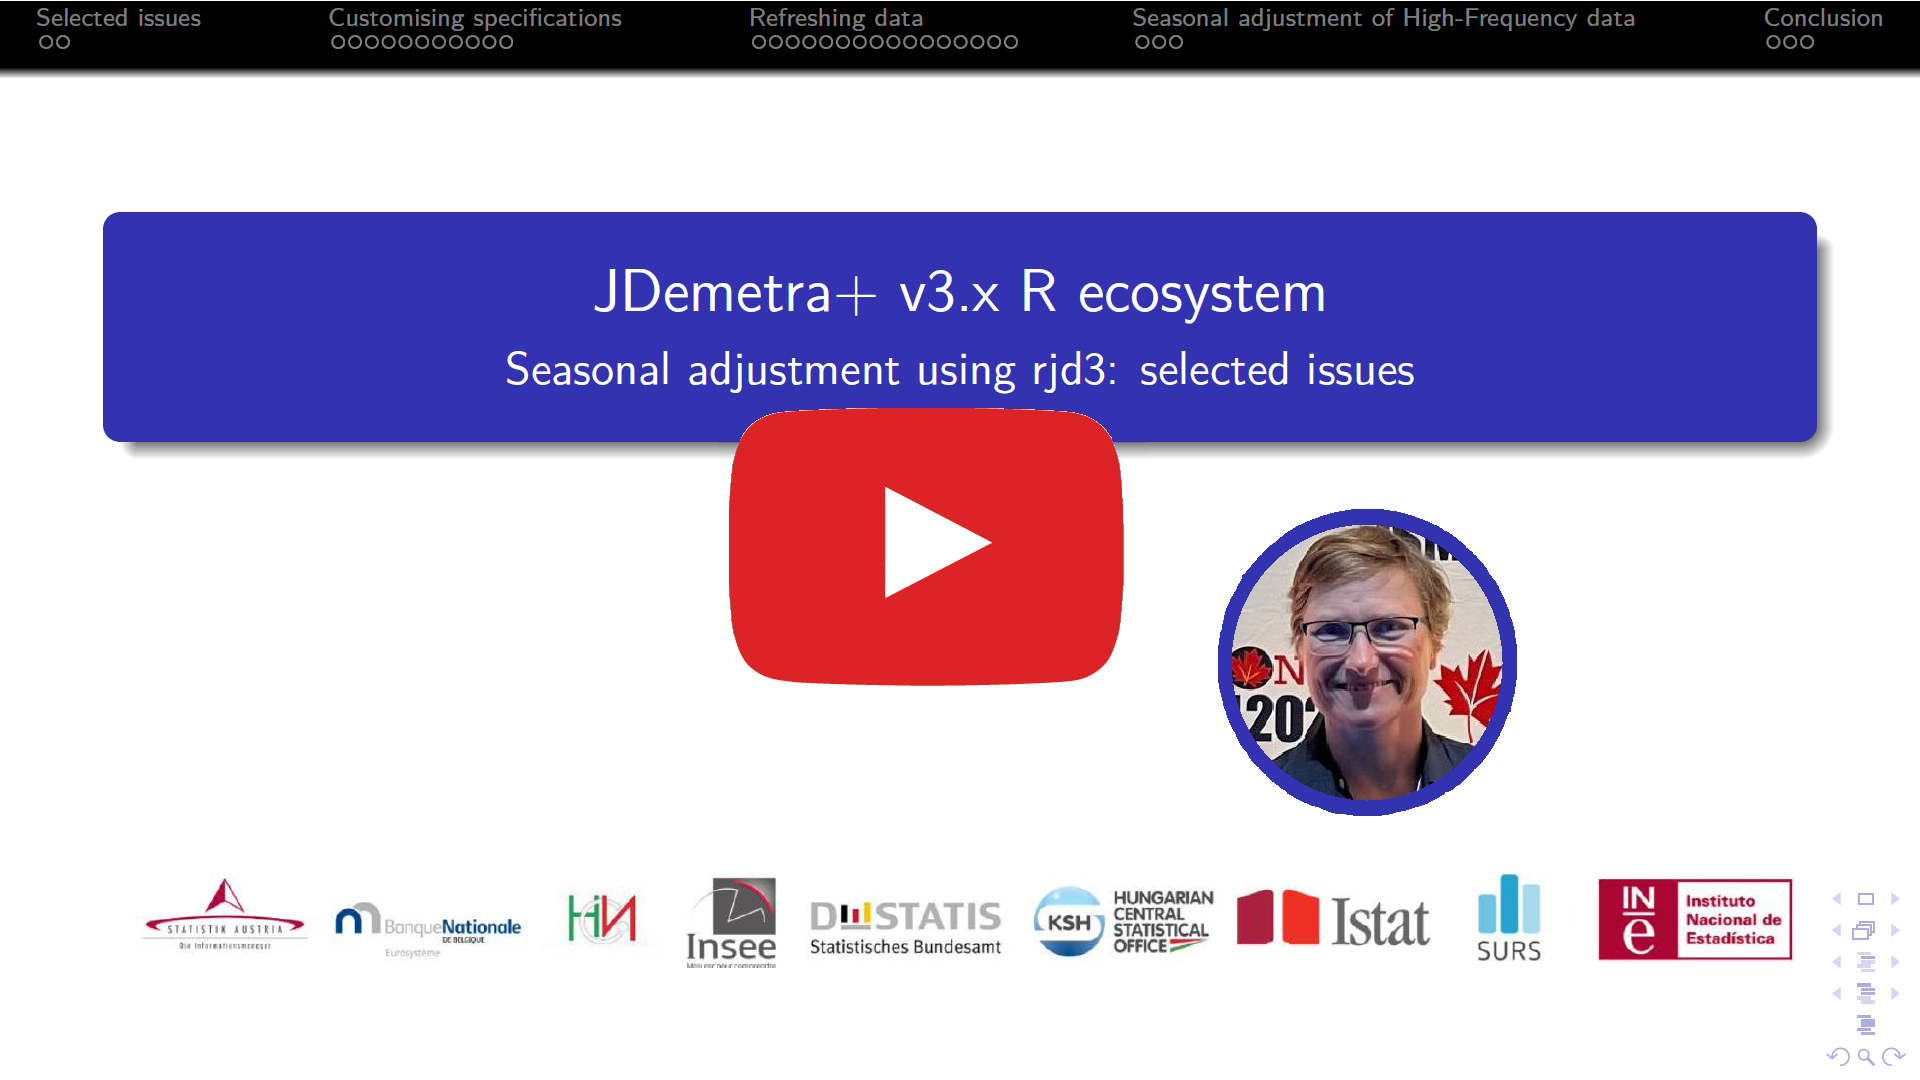 Selected issues
Customising specifications
Refreshing data
Seasonal adjustment of High-Frequency data
Conclusion
JDemetra+ v3.x R ecosystem
Seasonal adjustment using rjd3: selected issues
STATISTIK AUSTRIA
Die Informationsmanager
BanqueNationale
DE BELGIQUE
Eurosystème
Insee
Mesurer pour comprendre
DESTATIS
Statistisches Bundesamt
KSH
HUNGARIAN
CENTRAL
STATISTICAL
OFFICE
Istat
SURS
INe
Instituto
Nacional de
Estadística
202